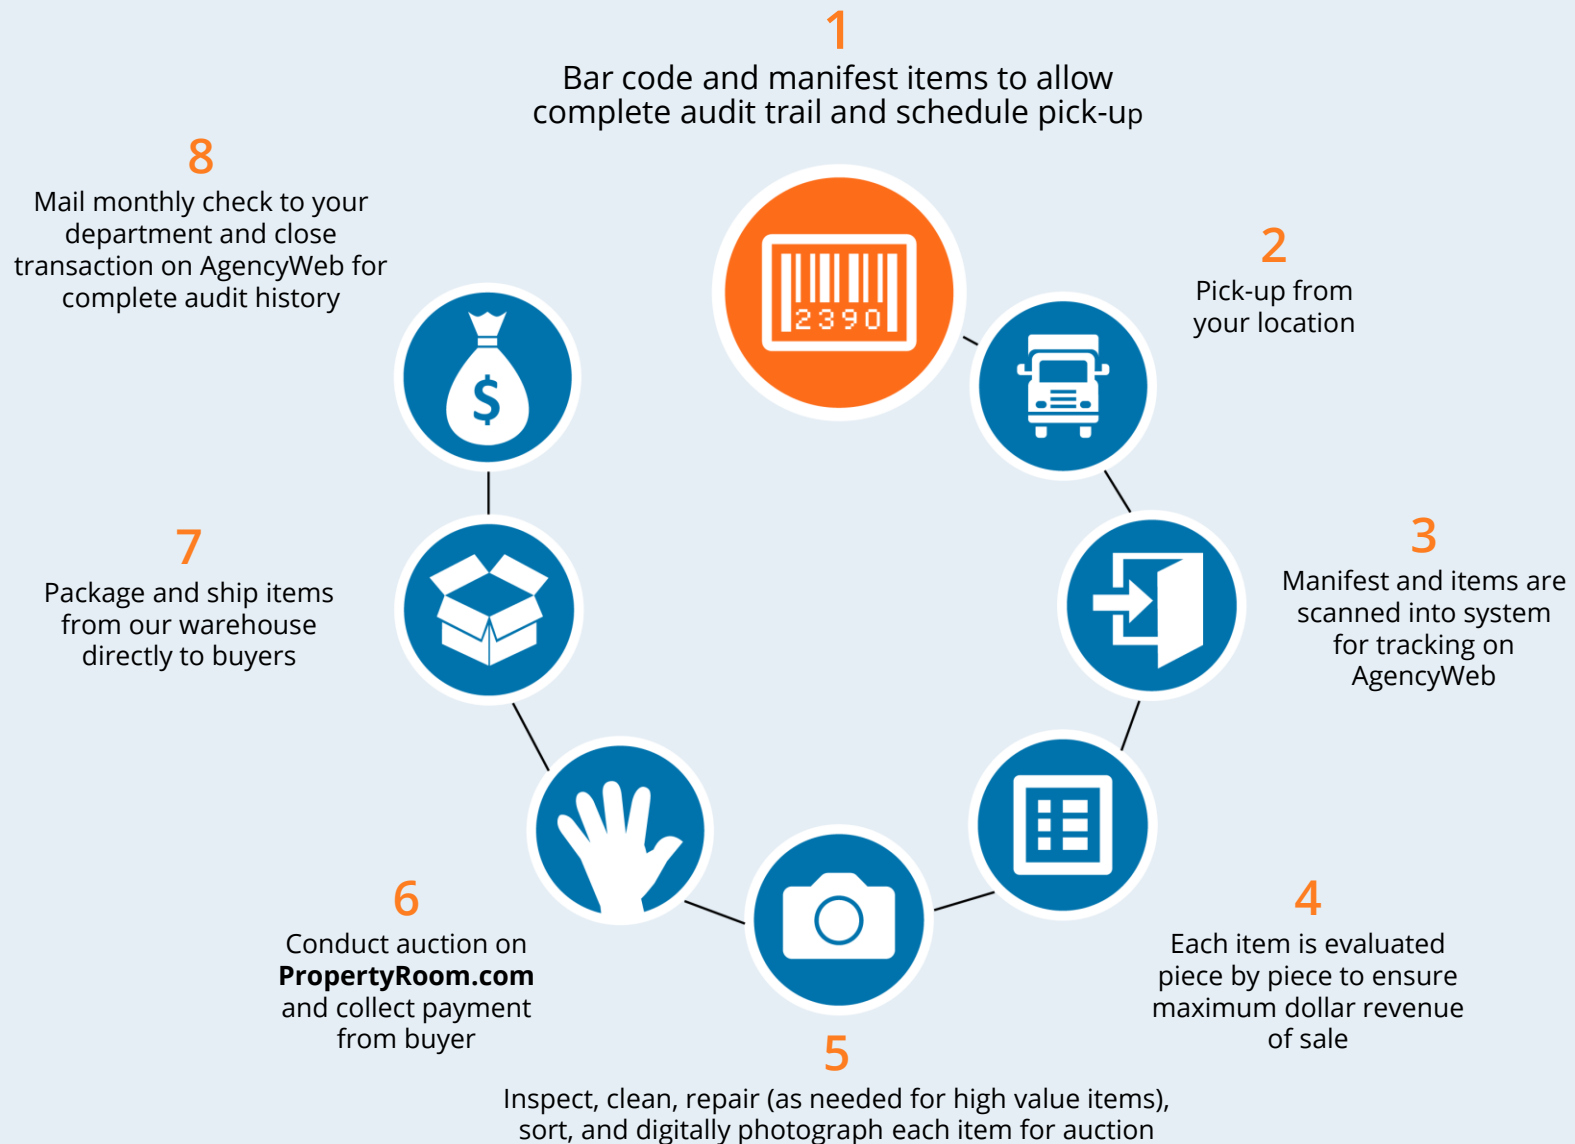 1
Bar code and manifest items to allow
complete audit trail and schedule pick-up
2390
2
Pick-up from
your location
3
Manifest and items are
scanned into system
for tracking on
AgencyWeb
4
Each item is evaluated
piece by piece to ensure
maximum dollar revenue
of sale
5
Inspect, clean, repair (as needed for high value items),
sort, and digitally photograph each item for auction
6
Conduct auction on
PropertyRoom.com
and collect payment
from buyer
7
Package and ship items
from our warehouse
directly to buyers
8
Mail monthly check to your
department and close
transaction on AgencyWeb for
complete audit history
$